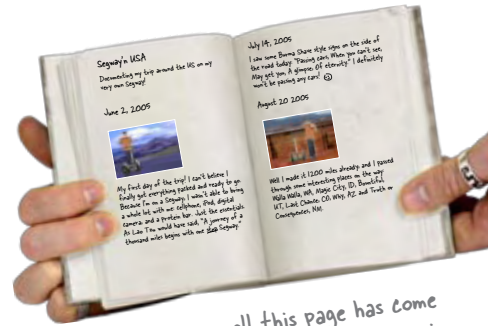 Segway'n USA
Documenting my trip around the US on my
very own Segway!
June 2, 2005
My first day of the trip! I can't believe I
finally got everything packed and ready to go.
Because I'm on a Segway, I wasn't able to bring
a whole lot with me: cellphone, iPod, digital
camera, and a protein bar. Just the essentials.
As Lao Tzu would have said, "A journey of a
thousand miles begins with one step Segway."
July 14, 2005
I saw some Burma Shave style signs on the side of
the road today: "Passing cars, When you can't see,
May get you, A glimpse, Of eternity." I definitely
won't be passing any cars!
August 20 2005
Well I made it 1200 miles already, and I passed
through some interesting places on the way:
Walla Walla, WA, Magic City, ID, Bountiful,
UT, Last Chance, CO, Why, AZ and Truth or
Consequences, NM.
all this page has come